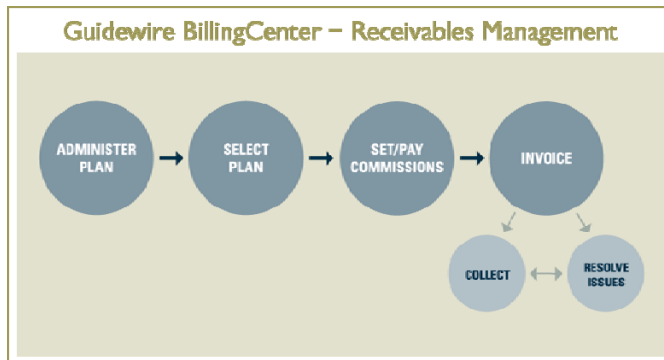 Guidewire BillingCenter – Receivables Management
ADMINISTER
PLAN
SELECT
PLAN
SET/PAY
COMMISSIONS
INVOICE
COLLECT
RESOLVE
ISSUES